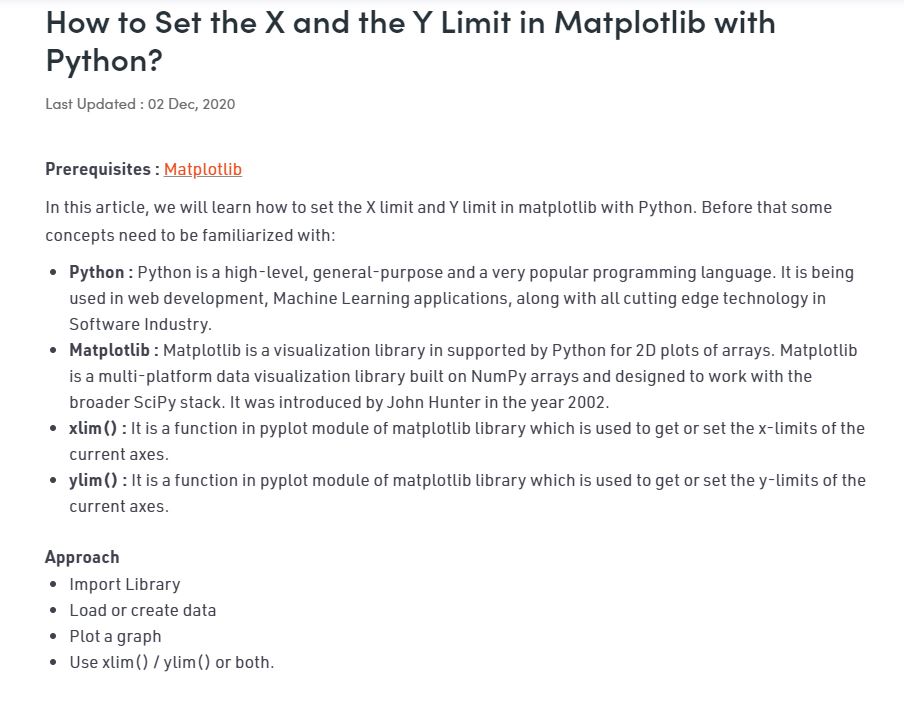 How to Set the X and the Y Limit in Matplotlib with
Python?
Last Updated : 02 Dec, 2020
Prerequisites : Matplotlib
In this article, we will learn how to set the X limit and Y limit in matplotlib with Python. Before that some
concepts need to be familiarized with:
• Python : Python is a high-level, general-purpose and a very popular programming language. It is being
used in web development, Machine Learning applications, along with all cutting edge technology in
Software Industry.
• Matplotlib : Matplotlib is a visualization library in supported by Python for 2D plots of arrays. Matplotlib
is a multi-platform data visualization library built on NumPy arrays and designed to work with the
broader SciPy stack. It was introduced by John Hunter in the year 2002.
• xlim() : It is a function in pyplot module of matplotlib library which is used to get or set the x-limits of the
current axes.
• ylim() : It is a function in pyplot module of matplotlib library which is used to get or set the y-limits of the
current axes.
Approach
• Import Library
• Load or create data
• Plot a graph
• Use xlim() / ylim() or both.